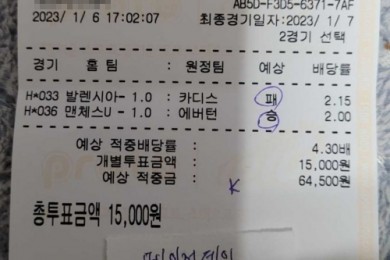 AB5D-F3D5-6371-7AF
2023/ 1/ 6 17:02:07 최종경기일자:2023/ 1/ 7
2경기 선택
경기 홈팀 : 원정팀 예상 배당률
H*033 발렌시아- 1.0 : 카디스 패 2.15
H*036 맨체스U- 1.0 : 에버턴 승 2.00
예상 적중배당률 : 4.30배
개별투표금액 : 15,000원
예상 적중금 : 64,500원
K
총투표금액 15,000원